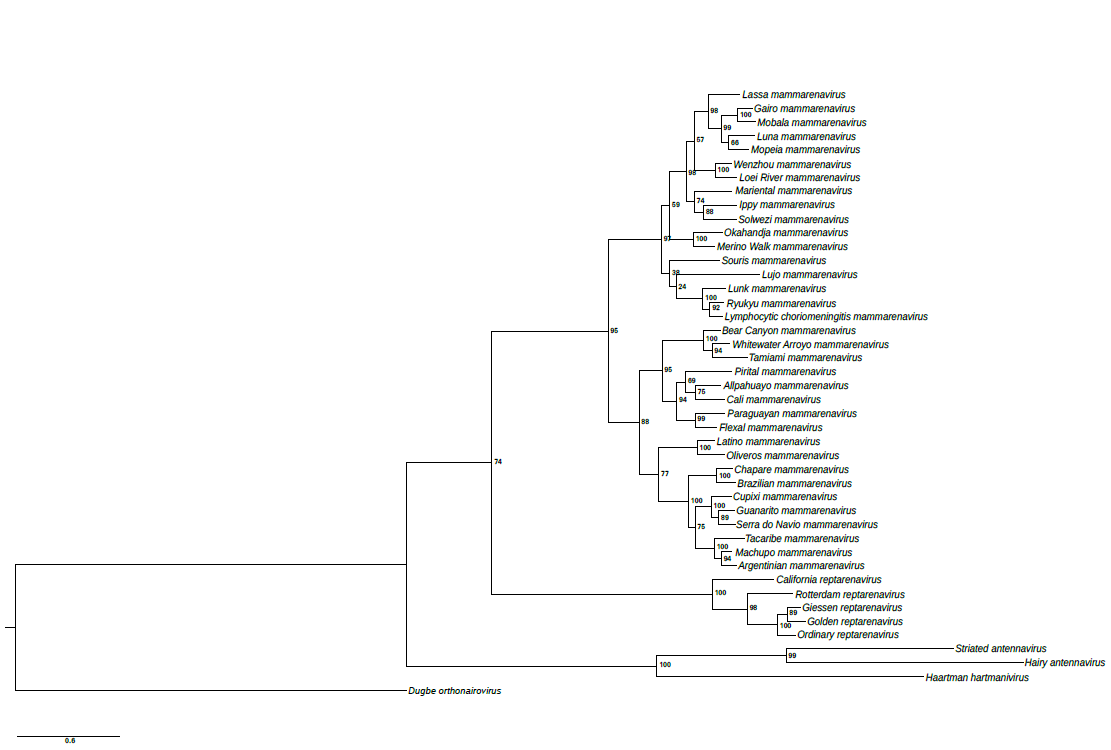 Lassa mammarenavirus
98
Gairo mammarenavirus
100
Mobala mammarenavirus
99
Luna mammarenavirus
57
66
Mopeia mammarenavirus
Wenzhou mammarenavirus
98
100
Loei River mammarenavirus
Mariental mammarenavirus
74
59
Ippy mammarenavirus
88
Solwezi mammarenavirus
Okahandja mammarenavirus
97
100
Merino Walk mammarenavirus
Souris mammarenavirus
38
Lujo mammarenavirus
24
Lunk mammarenavirus
100
Ryukyu mammarenavirus
92
Lymphocytic choriomeningitis mammarenavirus
95
Bear Canyon mammarenavirus
100
Whitewater Arroyo mammarenavirus
94
Tamiami mammarenavirus
95
Pirital mammarenavirus
69
Allpahuayo mammarenavirus
75
94
Cali mammarenavirus
Paraguayan mammarenavirus
88
99
Flexal mammarenavirus
Latino mammarenavirus
100
Oliveros mammarenavirus
74
77
Chapare mammarenavirus
100
Brazilian mammarenavirus
100
Cupixi mammarenavirus
100
Guanarito mammarenavirus
89
75
Serra do Navio mammarenavirus
Tacaribe mammarenavirus
100
Machupo mammarenavirus
94
Argentinian mammarenavirus
California reptarenavirus
100
Rotterdam reptarenavirus
98
Giessen reptarenavirus
89
Golden reptarenavirus
100
Ordinary reptarenavirus
Striated antennavirus
99
Hairy antennavirus
100
Haartman hartmanivirus
Dugbe orthonairovirus
0.6